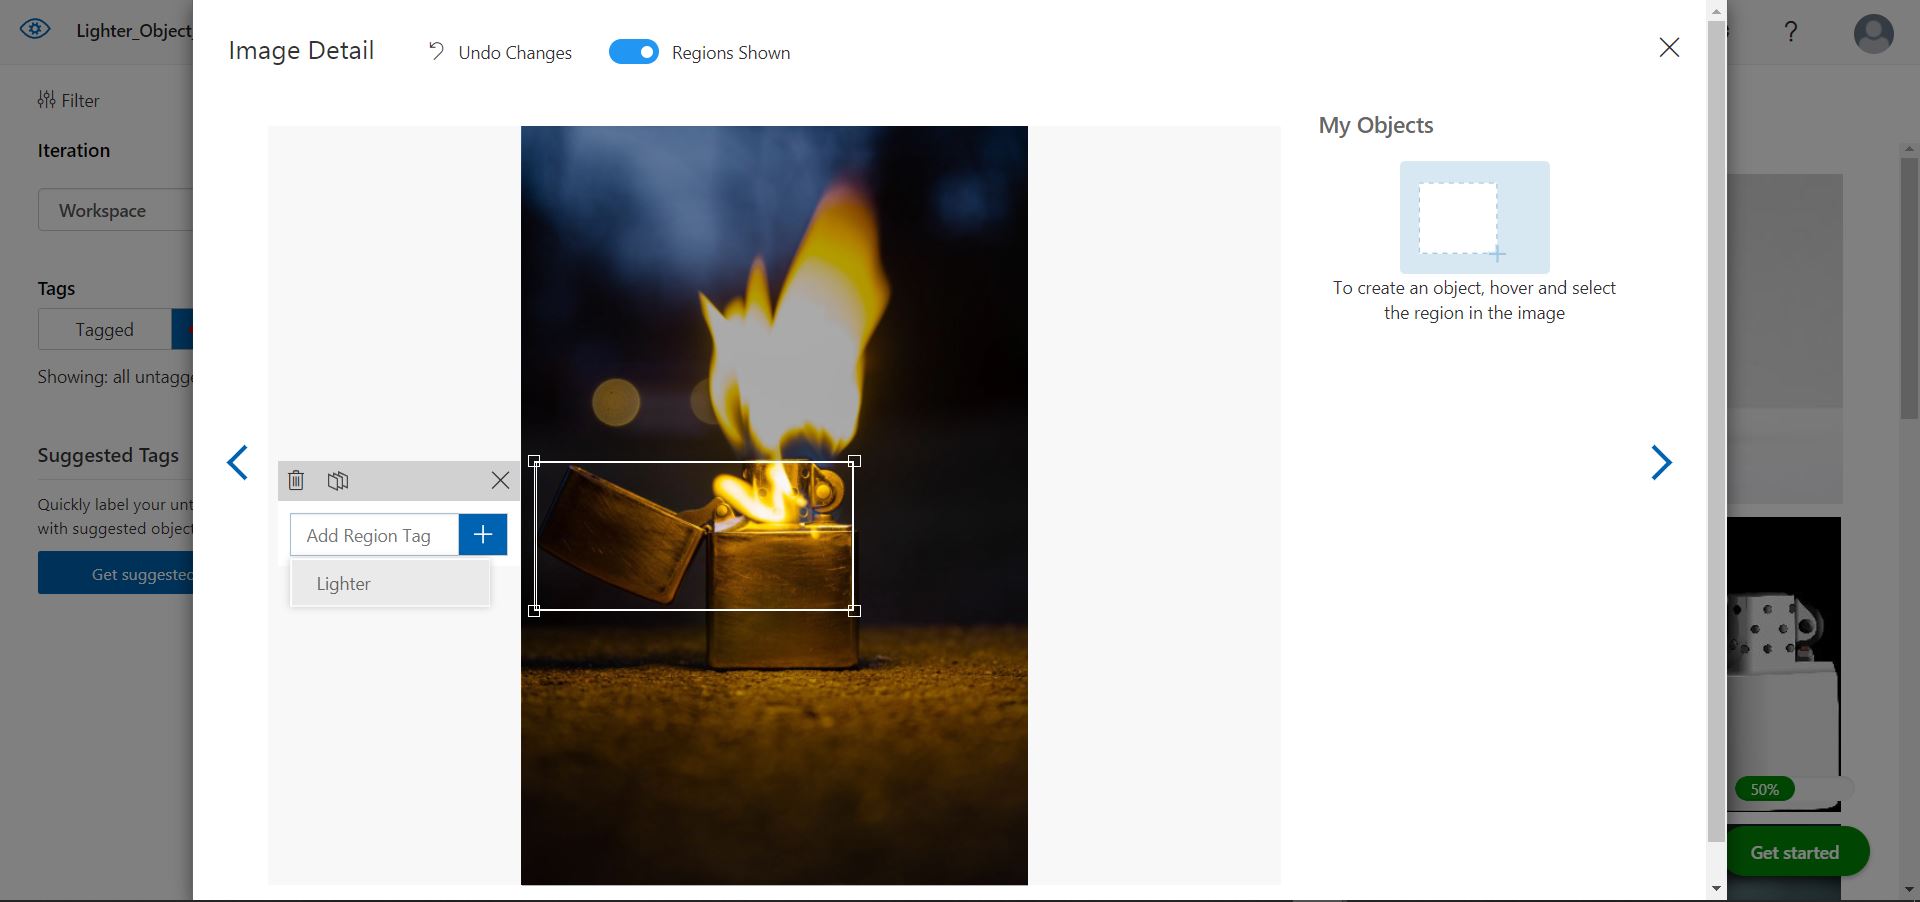 Lighter_Object_
Image Detail
Undo Changes
Regions Shown
?
Filter
Iteration
Workspace
Tags
Tagged
Showing: all untagge
Suggested Tags
Quickly label your unt
with suggested object
Get suggested
Add Region Tag
Lighter
My Objects
To create an object, hover and select
the region in the image
50%
Get started